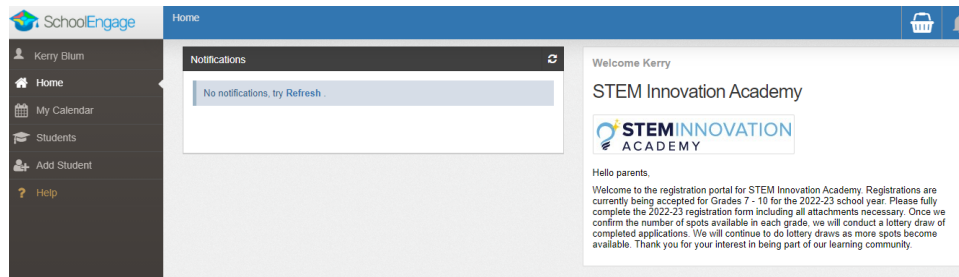 SchoolEngage
Home
Kerry Blum
Home
My Calendar
Students
Add Student
? Help
Notifications
No notifications, try Refresh .
Welcome Kerry
STEM Innovation Academy
STEMINNOVATION
ACADEMY
Hello parents,
Welcome to the registration portal for STEM Innovation Academy. Registrations are
currently being accepted for Grades 7 - 10 for the 2022-23 school year. Please fully
complete the 2022-23 registration form including all attachments necessary. Once we
confirm the number of spots available in each grade, we will conduct a lottery draw of
completed applications. We will continue to do lottery draws as more spots become
available. Thank you for your interest in being part of our learning community.